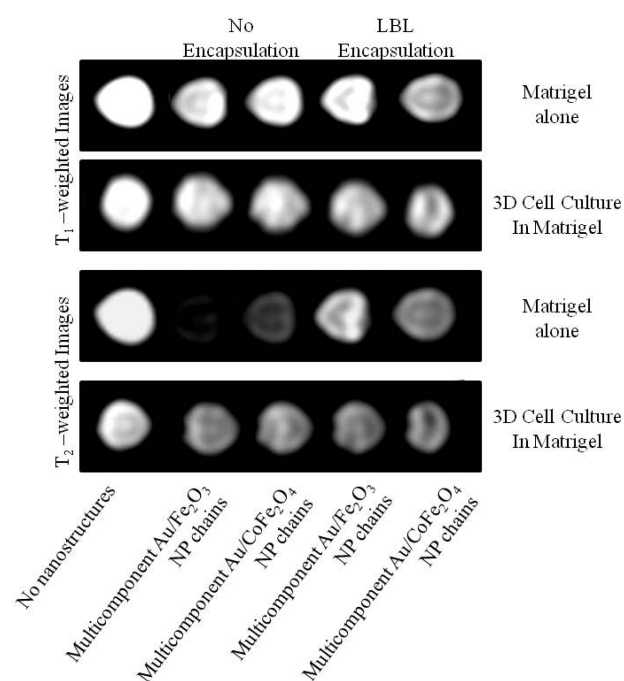 No
Encapsulation
LBL
Encapsulation
T1 –weighted Images
Matrigel
alone
3D Cell Culture
In Matrigel
T2 –weighted Images
Matrigel
alone
3D Cell Culture
In Matrigel
No nanostructures
Multicomponent Au/Fe2O3
NP chains
Multicomponent Au/CoFe2O4
NP chains
Multicomponent Au/Fe2O3
NP chains
Multicomponent Au/CoFe2O4
NP chains